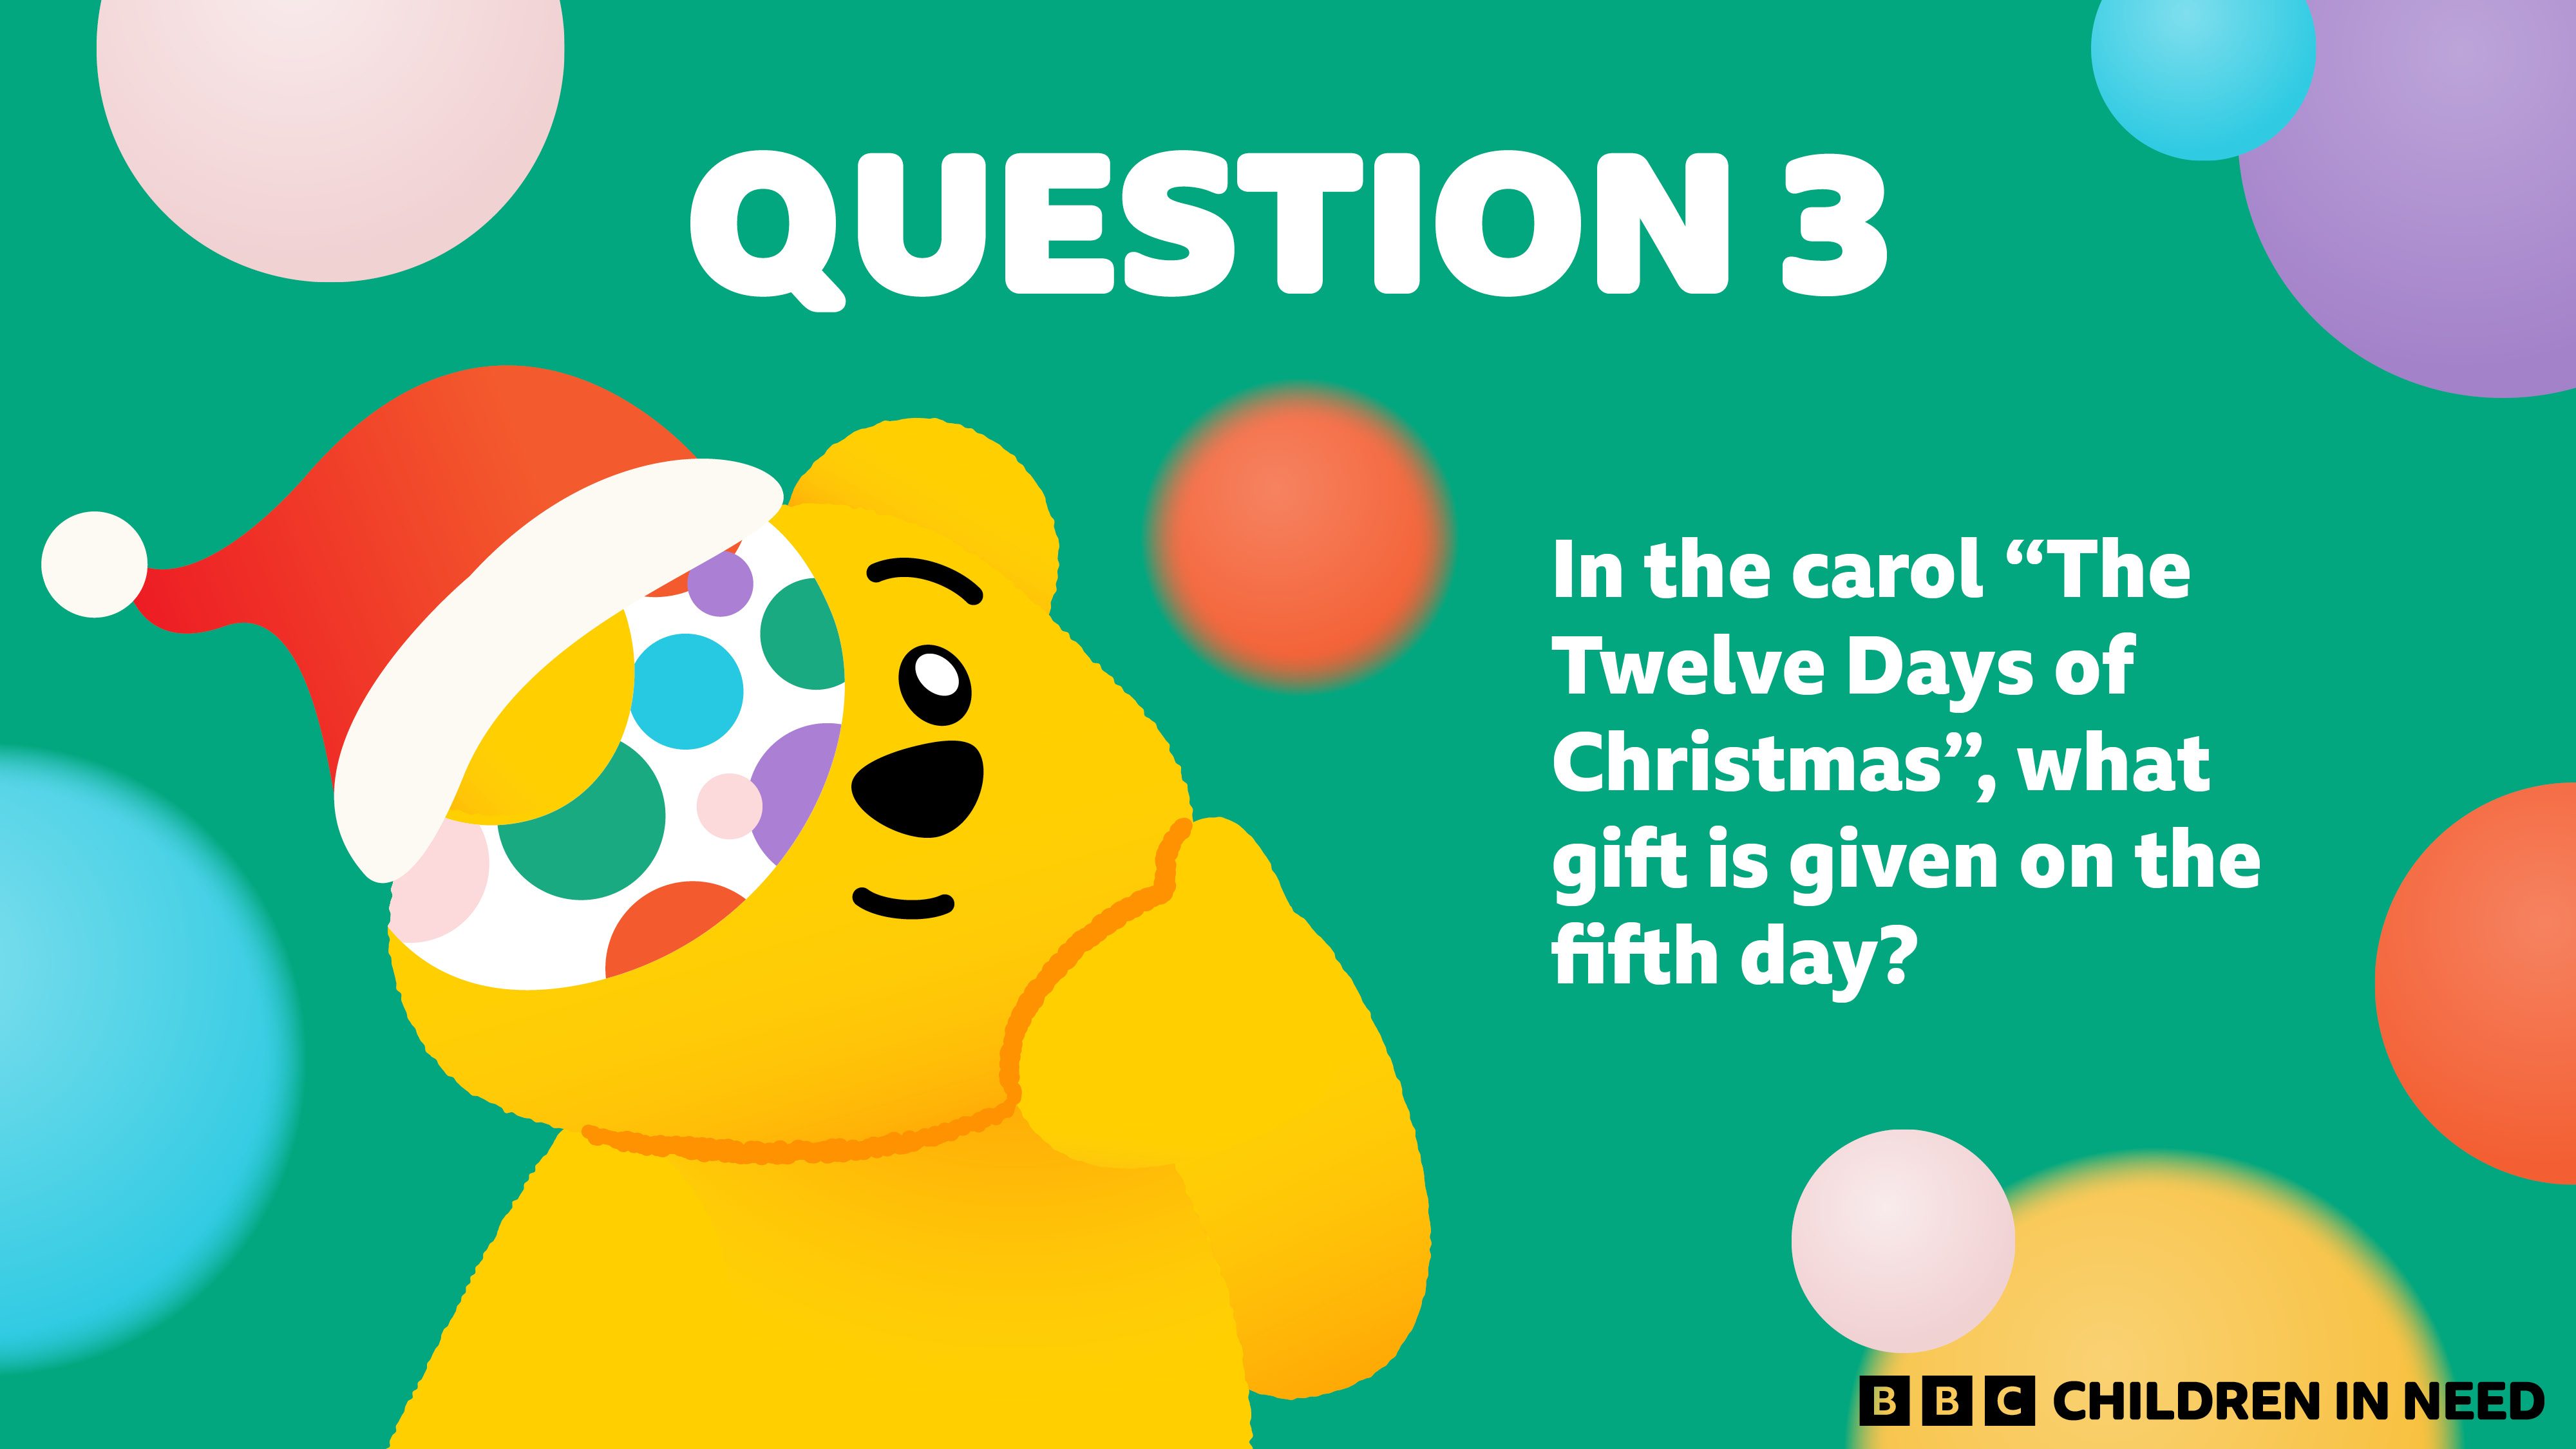 QUESTION 3
In the carol “The
Twelve Days of
Christmas”, what
gift is given on the
fifth day?
BBC CHILDREN IN NEED